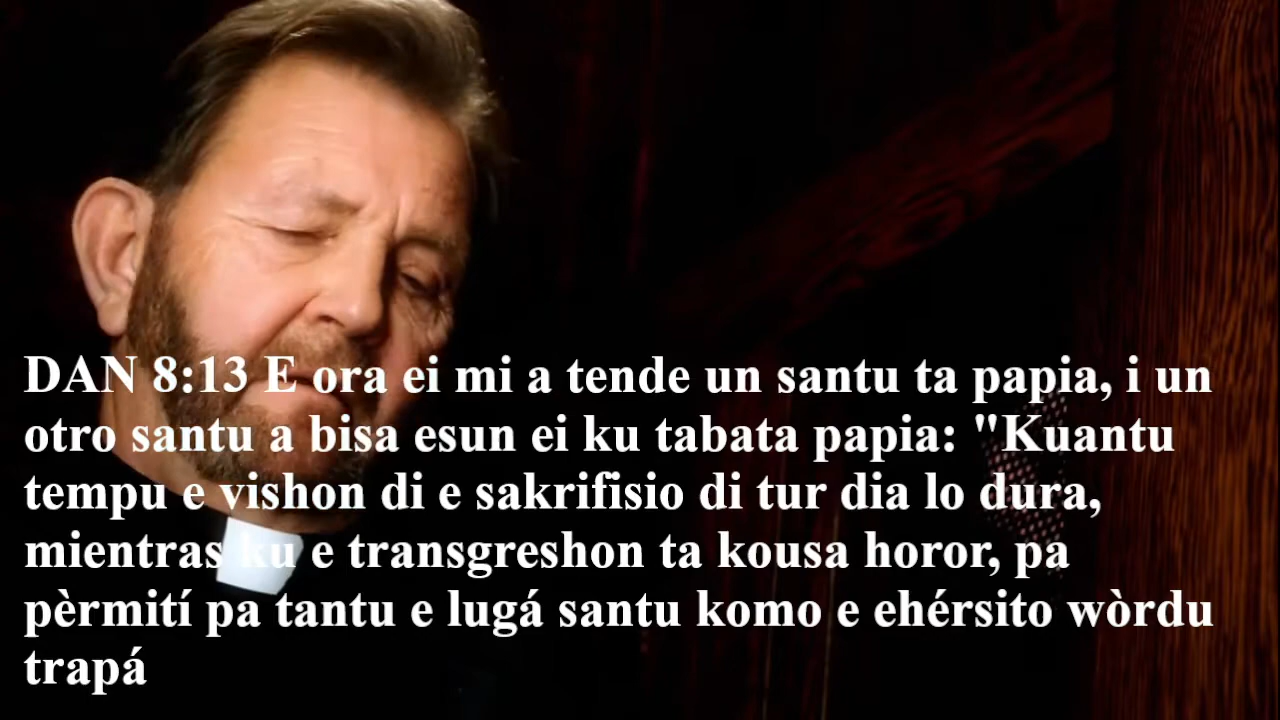 DAN 8:13 E ora ei mi a tende un santu ta papia, i un
otro santu a bisa esun ei ku tabata papia: "Kuantu
tempu e vishon di e sakrifisio di tur dia lo dura,
mientras ku e transgreshon ta kousa horor, pa
pèrmití pa tantu e lugá santu komo e ehérsito wòrdu
trapá